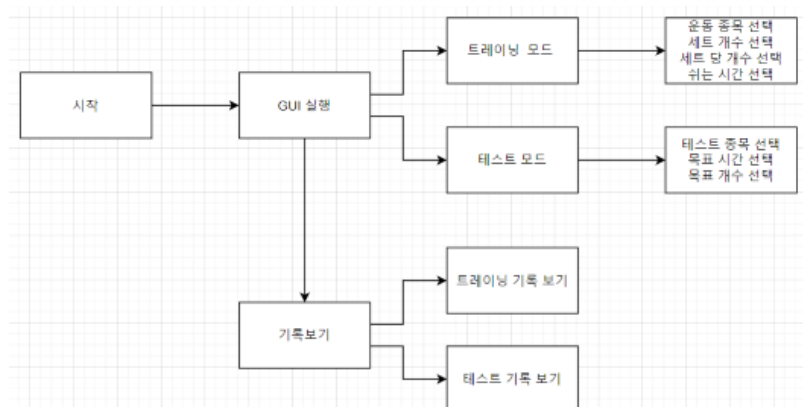 시작
GUI 실행
트레이닝 모드
운동 종목 선택
세트 개수 선택
세트 당 개수 선택
쉬는 시간 선택
테스트 모드
테스트 종목 선택
목표 시간 선택
목표 개수 선택
기록보기
트레이닝 기록 보기
테스트 기록 보기